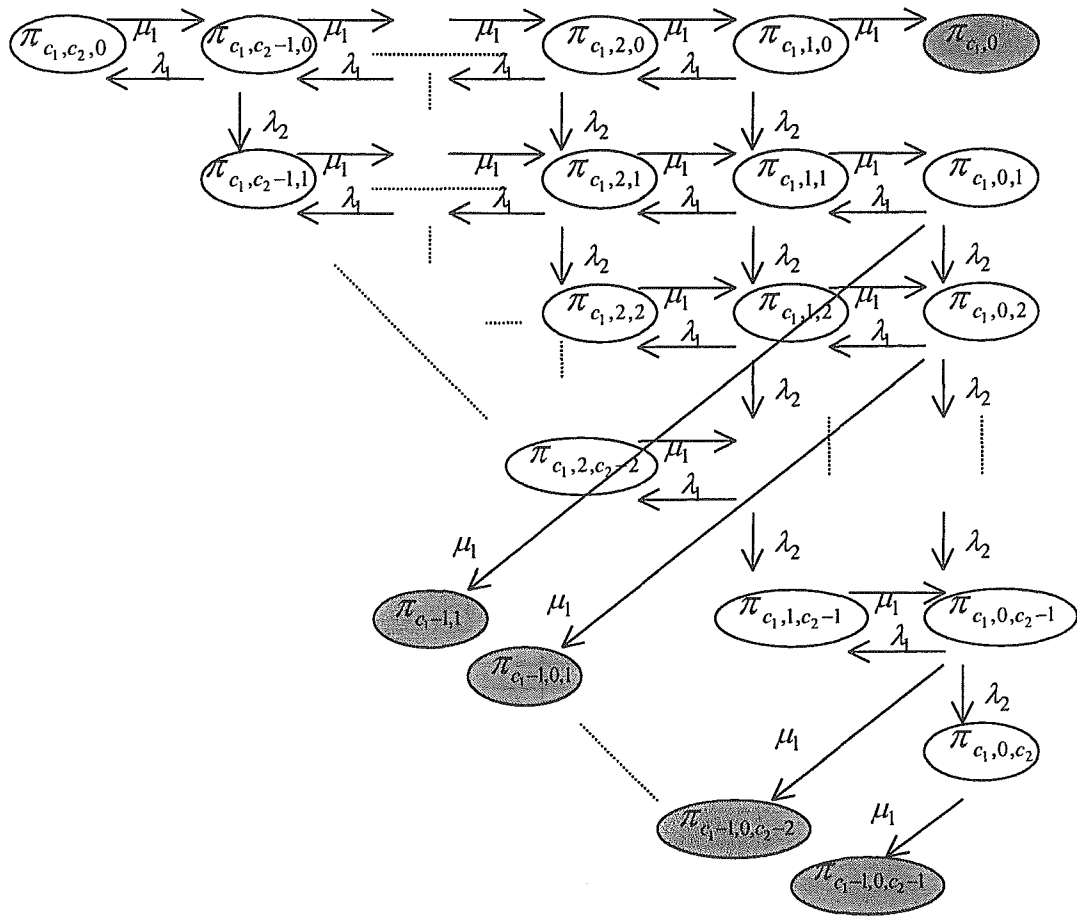 π_{c₁,c₂,0} μ₁ π_{c₁,c₂−1,0} μ₁ μ₁ π_{c₁,2,0} μ₁ π_{c₁,1,0} μ₁ π_{c₁,0}
λ₁ λ₁ λ₁ λ₁
λ₂ λ₂ λ₂
π_{c₁,c₂−1,1} μ₁ μ₁ π_{c₁,2,1} μ₁ π_{c₁,1,1} μ₁ π_{c₁,0,1}
λ₁ λ₁ λ₁ λ₁
λ₂ λ₂ λ₂
π_{c₁,2,2} μ₁ π_{c₁,1,2} μ₁ π_{c₁,0,2}
λ₁ λ₁
λ₂ λ₂
π_{c₁,2,c₂−2} μ₁
λ₁
λ₂ λ₂
μ₁
π_{c₁−1,1} μ₁ π_{c₁,1,c₂−1} μ₁ π_{c₁,0,c₂−1}
λ₁
π_{c₁−1,0,1}
λ₂
μ₁ π_{c₁,0,c₂}
μ₁
π_{c₁−1,0,c₂−2}
π_{c₁−1,0,c₂−1}